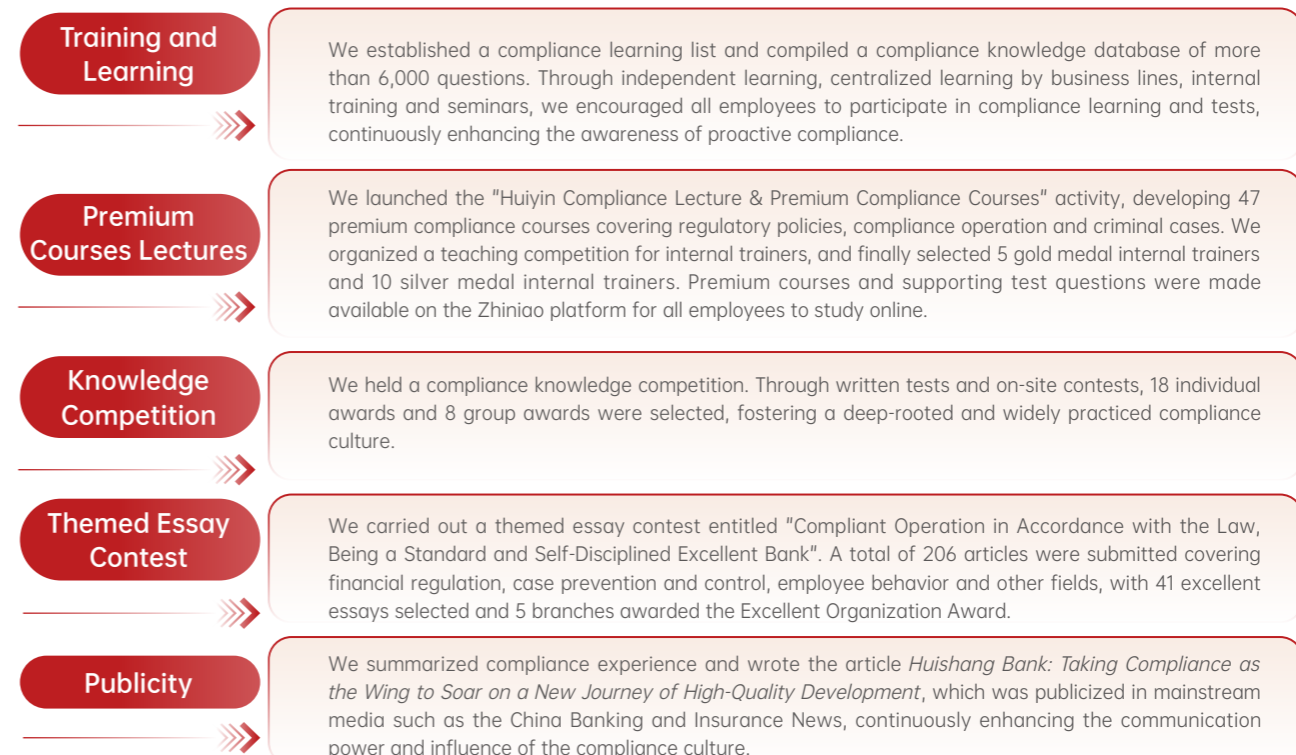 Training and
Learning
We established a compliance learning list and compiled a compliance knowledge database of more
than 6,000 questions. Through independent learning, centralized learning by business lines, internal
training and seminars, we encouraged all employees to participate in compliance learning and tests,
continuously enhancing the awareness of proactive compliance.
Premium
Courses Lectures
We launched the "Huiyin Compliance Lecture & Premium Compliance Courses" activity, developing 47
premium compliance courses covering regulatory policies, compliance operation and criminal cases. We
organized a teaching competition for internal trainers, and finally selected 5 gold medal internal trainers
and 10 silver medal internal trainers. Premium courses and supporting test questions were made
available on the Zhiniao platform for all employees to study online.
Knowledge
Competition
We held a compliance knowledge competition. Through written tests and on-site contests, 18 individual
awards and 8 group awards were selected, fostering a deep-rooted and widely practiced compliance
culture.
Themed Essay
Contest
We carried out a themed essay contest entitled "Compliant Operation in Accordance with the Law,
Being a Standard and Self-Disciplined Excellent Bank". A total of 206 articles were submitted covering
financial regulation, case prevention and control, employee behavior and other fields, with 41 excellent
essays selected and 5 branches awarded the Excellent Organization Award.
Publicity
We summarized compliance experience and wrote the article Huishang Bank: Taking Compliance as
the Wing to Soar on a New Journey of High-Quality Development, which was publicized in mainstream
media such as the China Banking and Insurance News, continuously enhancing the communication
power and influence of the compliance culture.